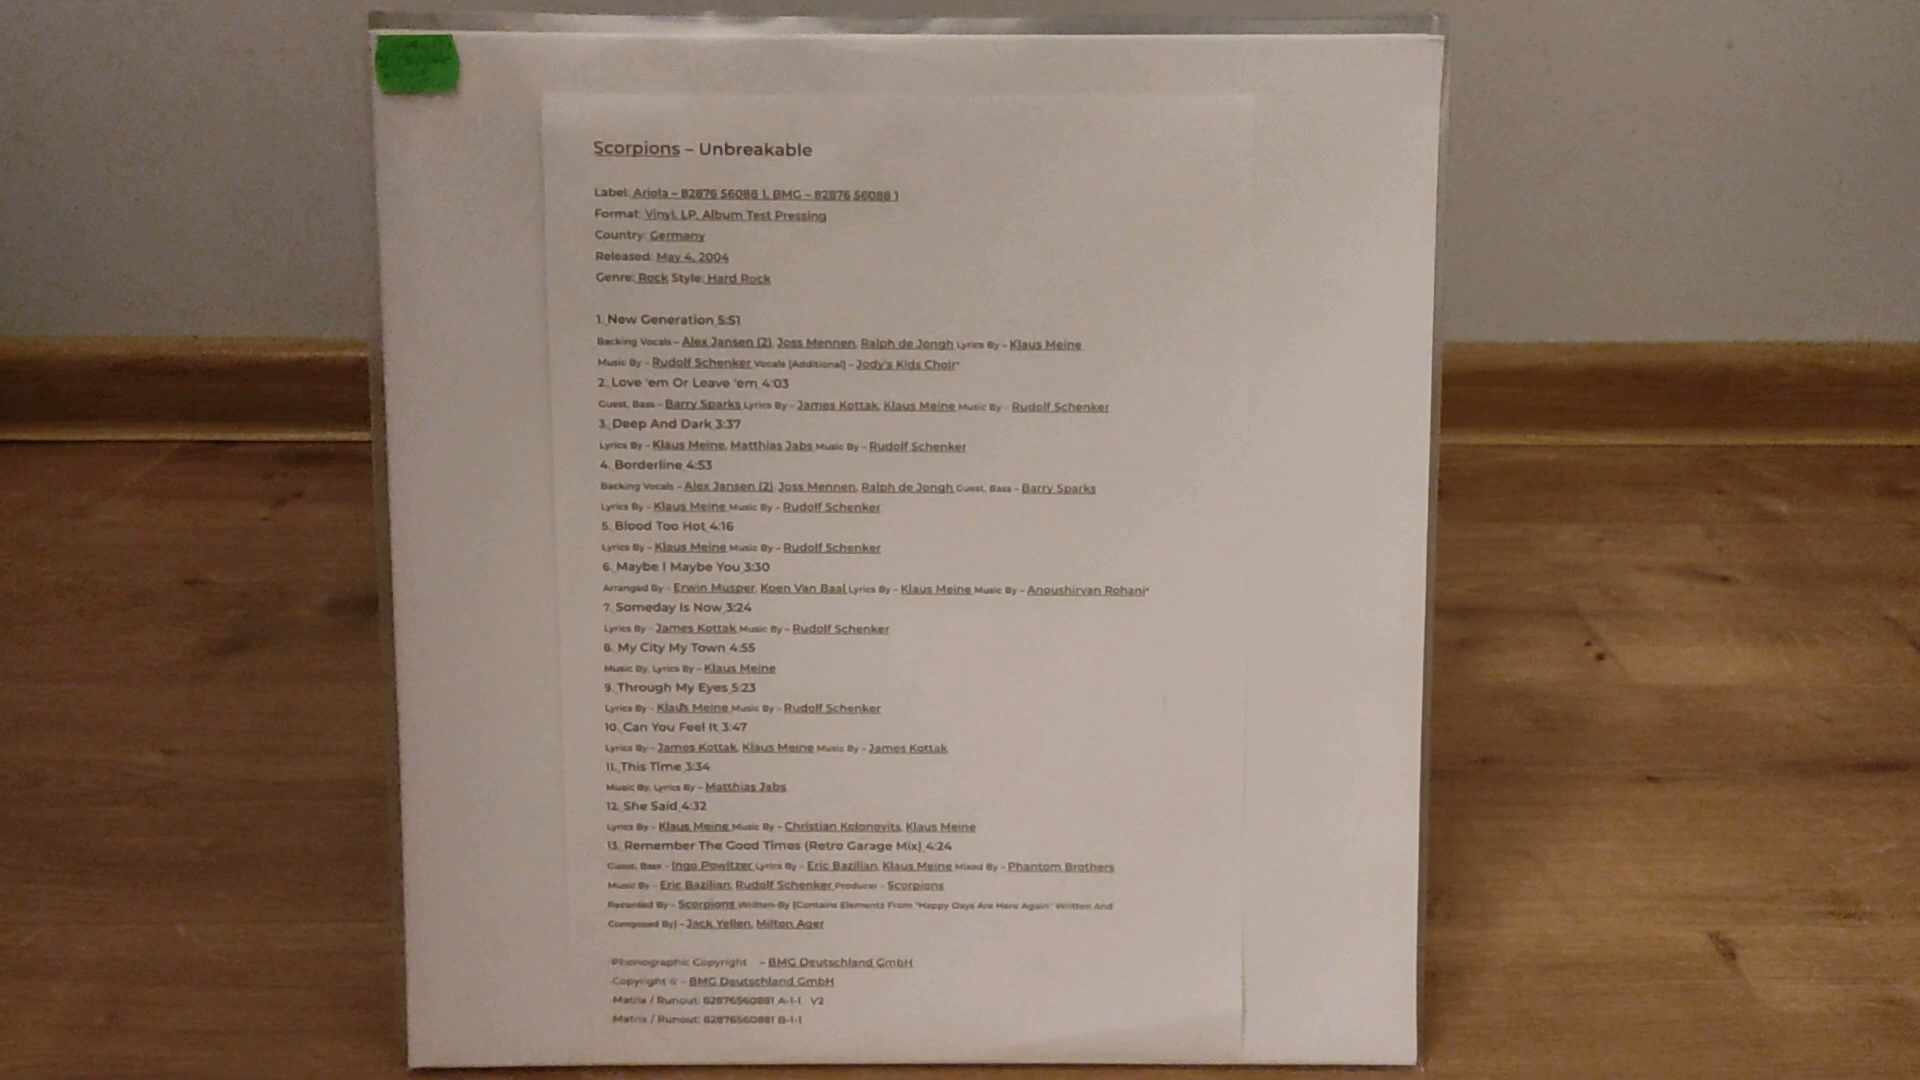 Scorpions – Unbreakable
Label: Ariola – 82876 56088 1, BMG – 82876 56088 1
Format: Vinyl, LP, Album Test Pressing
Country: Germany
Released: May 4, 2004
Genre: Rock Style: Hard Rock
1. New Generation 5:51
Backing Vocals – Alex Jansen (2), Joss Mennen, Ralph de Jongh Lyrics By – Klaus Meine
Music By – Rudolf Schenker Vocals [Additional] – Jody's Kids Choir*
2. Love 'em Or Leave 'em 4:03
Guest, Bass – Barry Sparks Lyrics By – James Kottak, Klaus Meine Music By – Rudolf Schenker
3. Deep And Dark 3:37
Lyrics By – Klaus Meine, Matthias Jabs Music By – Rudolf Schenker
4. Borderline 4:53
Backing Vocals – Alex Jansen (2), Joss Mennen, Ralph de Jongh Guest, Bass – Barry Sparks
Lyrics By – Klaus Meine Music By – Rudolf Schenker
5. Blood Too Hot 4:16
Lyrics By – Klaus Meine Music By – Rudolf Schenker
6. Maybe I Maybe You 3:30
Arranged By – Erwin Musper, Koen Van Baal Lyrics By – Klaus Meine Music By – Anoushirvan Rohani*
7. Someday Is Now 3:24
Lyrics By – James Kottak Music By – Rudolf Schenker
8. My City My Town 4:55
Music By, Lyrics By – Klaus Meine
9. Through My Eyes 5:23
Lyrics By – Klaus Meine Music By – Rudolf Schenker
10. Can You Feel It 3:47
Lyrics By – James Kottak, Klaus Meine Music By – James Kottak
11. This Time 3:34
Music By, Lyrics By – Matthias Jabs
12. She Said 4:32
Lyrics By – Klaus Meine Music By – Christian Kolonovits, Klaus Meine
13. Remember The Good Times (Retro Garage Mix) 4:24
Guest, Bass – Ingo Powitzer Lyrics By – Eric Bazilian, Klaus Meine Mixed By – Phantom Brothers
Music By – Eric Bazilian, Rudolf Schenker Producer – Scorpions
Recorded By – Scorpions Written-By [Contains Elements From "Happy Days Are Here Again" Written And
Composed By] – Jack Yellen, Milton Ager
Phonographic Copyright – BMG Deutschland GmbH
Copyright © – BMG Deutschland GmbH
Matrix / Runout: 82876560881 A-1-1 V2
Matrix / Runout: 82876560881 B-1-1